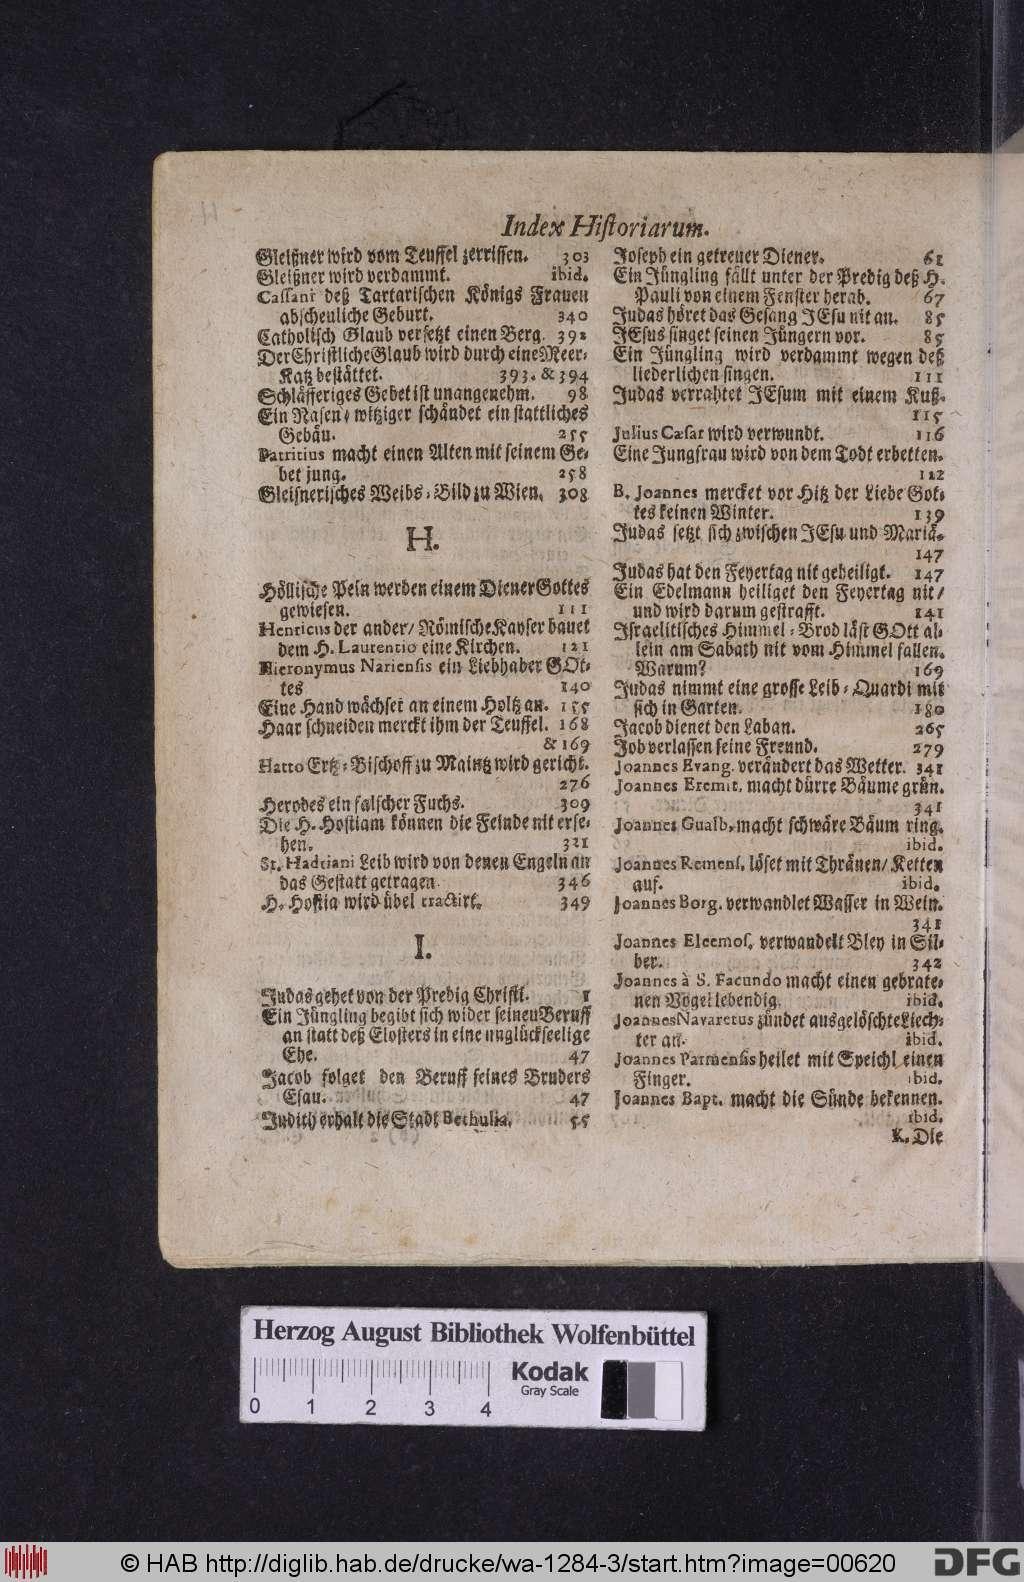 Index Hiſtoriarum.
Gleißner wird vom Teuffel zerriſſen. 303
Gleißner wird verdammt. ibid.
Caſſani deß Tartariſchen Königs Frauen
abſcheuliche Geburt. 340
Catholiſch Glaub verſetzt einen Berg. 392
Der Chriſtliche Glaub wird durch eine Meer-
Katz beſtättet. 393. & 394
Schläfferiges Gebet iſt unangenehm. 98
Ein Naſen-witziger ſchändet ein ſtattliches
Gebäu. 255
Patritius macht einen Alten mit ſeinem Ge-
bet jung. 258
Gleiſneriſches Weibs-Bild zu Wien. 308
H.
Hölliſche Pein werden einem Diener Gottes
gewieſen. 111
Henricus der ander/ Römiſche Kayſer bauet
dem H. Laurentio eine Kirchen. 121
Hieronymus Narienſis ein Liebhaber GOt-
tes 140
Eine Hand wächſet an einem Holtz an. 155
Haar ſchneiden merckt ihm der Teuffel. 168
& 169
Hatto Ertz-Biſchoff zu Maintz wird gericht.
276
Herodes ein falſcher Fuchs. 309
Die H. Hoſtiam können die Feinde nit erſe-
hen. 321
St. Hadriani Leib wird von denen Engeln an
das Geſtatt getragen. 346
H. Hoſtia wird übel tractirt. 349
I.
Judas gehet von der Predig Chriſti. 1
Ein Jüngling begibt ſich wider ſeinen Beruff
an ſtatt deß Cloſters in eine unglückſeelige
Ehe. 47
Jacob folget den Beruff ſeines Bruders
Eſau. 47
Judith erhalt die Stadt Bethulia. 55
Joſeph ein getreuer Diener. 61
Ein Jüngling fällt unter der Predig deß H.
Pauli von einem Fenſter herab. 67
Judas höret das Geſang JEſu nit an. 85
JEſus ſinget ſeinen Jüngern vor. 85
Ein Jüngling wird verdammt wegen deß
liederlichen ſingen. 111
Judas verrahtet JEſum mit einem Kuß.
115
Julius Cæſar wird verwundt. 116
Eine Jungfrau wird von dem Todt erbetten.
112
B. Joannes mercket vor Hitz der Liebe Got-
tes keinen Winter. 139
Judas ſetzt ſich zwiſchen JEſu und Mariä.
147
Judas hat den Feyertag nit geheiligt. 147
Ein Edelmann heiliget den Feyertag nit/
und wird darum geſtrafft. 141
Iſraelitiſches Himmel-Brod läſt GOtt al-
lein am Sabath nit vom Himmel fallen.
Warum? 169
Judas nimmt eine groſſe Leib-Quardi mit
ſich in Garten. 180
Jacob dienet den Laban. 265
Job verlaſſen ſeine Freund. 279
Joannes Evang. verändert das Wetter. 341
Joannes Eremit. macht dürre Bäume grün.
341
Joannes Gualb. macht ſchwäre Bäum ring.
ibid.
Joannes Remenſ. löſet mit Thränen/ Ketten
auf. ibid.
Joannes Borg. verwandlet Waſſer in Wein.
341
Joannes Eleemoſ. verwandelt Bley in Sil-
ber. 342
Joannes à S. Facundo macht einen gebrate-
nen Vogel lebendig. ibid.
Joannes Navaretus zündet ausgelöſchte Liech-
ter an. ibid.
Joannes Parmenſis heilet mit Speichl einen
Finger. ibid.
Joannes Bapt. macht die Sünde bekennen.
ibid.
K. Die
Herzog August Bibliothek Wolfenbüttel
Kodak
Gray Scale
0 1 2 3 4
© HAB http://diglib.hab.de/drucke/wa-1284-3/start.htm?image=00620
DFG